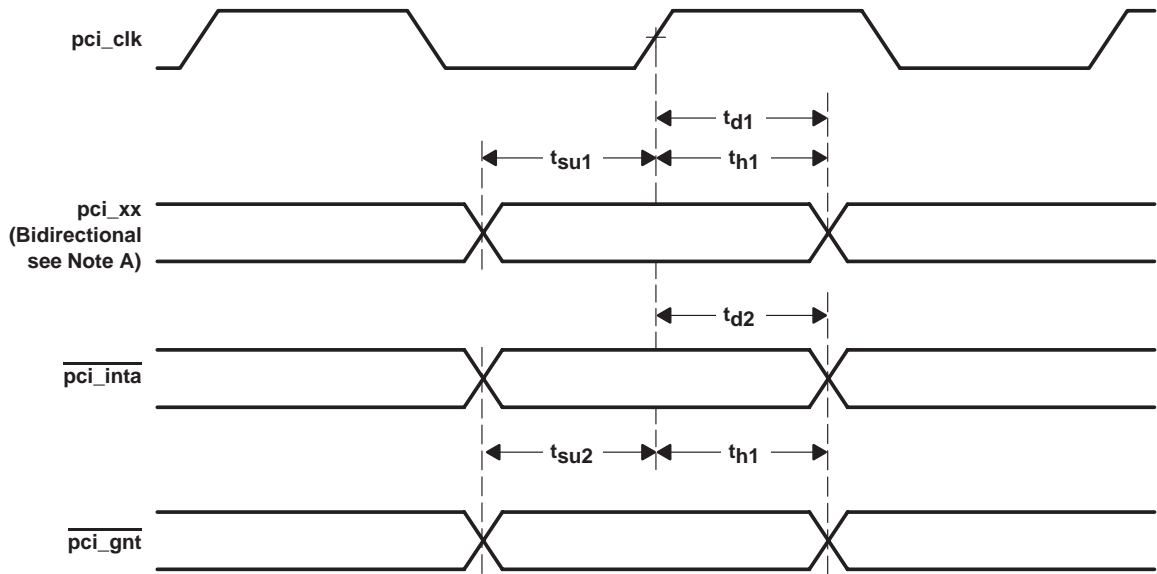 pci_clk
td1
tsu1
th1
pci_xx
(Bidirectional
see Note A)
td2
pci_inta
tsu2
th1
pci_gnt